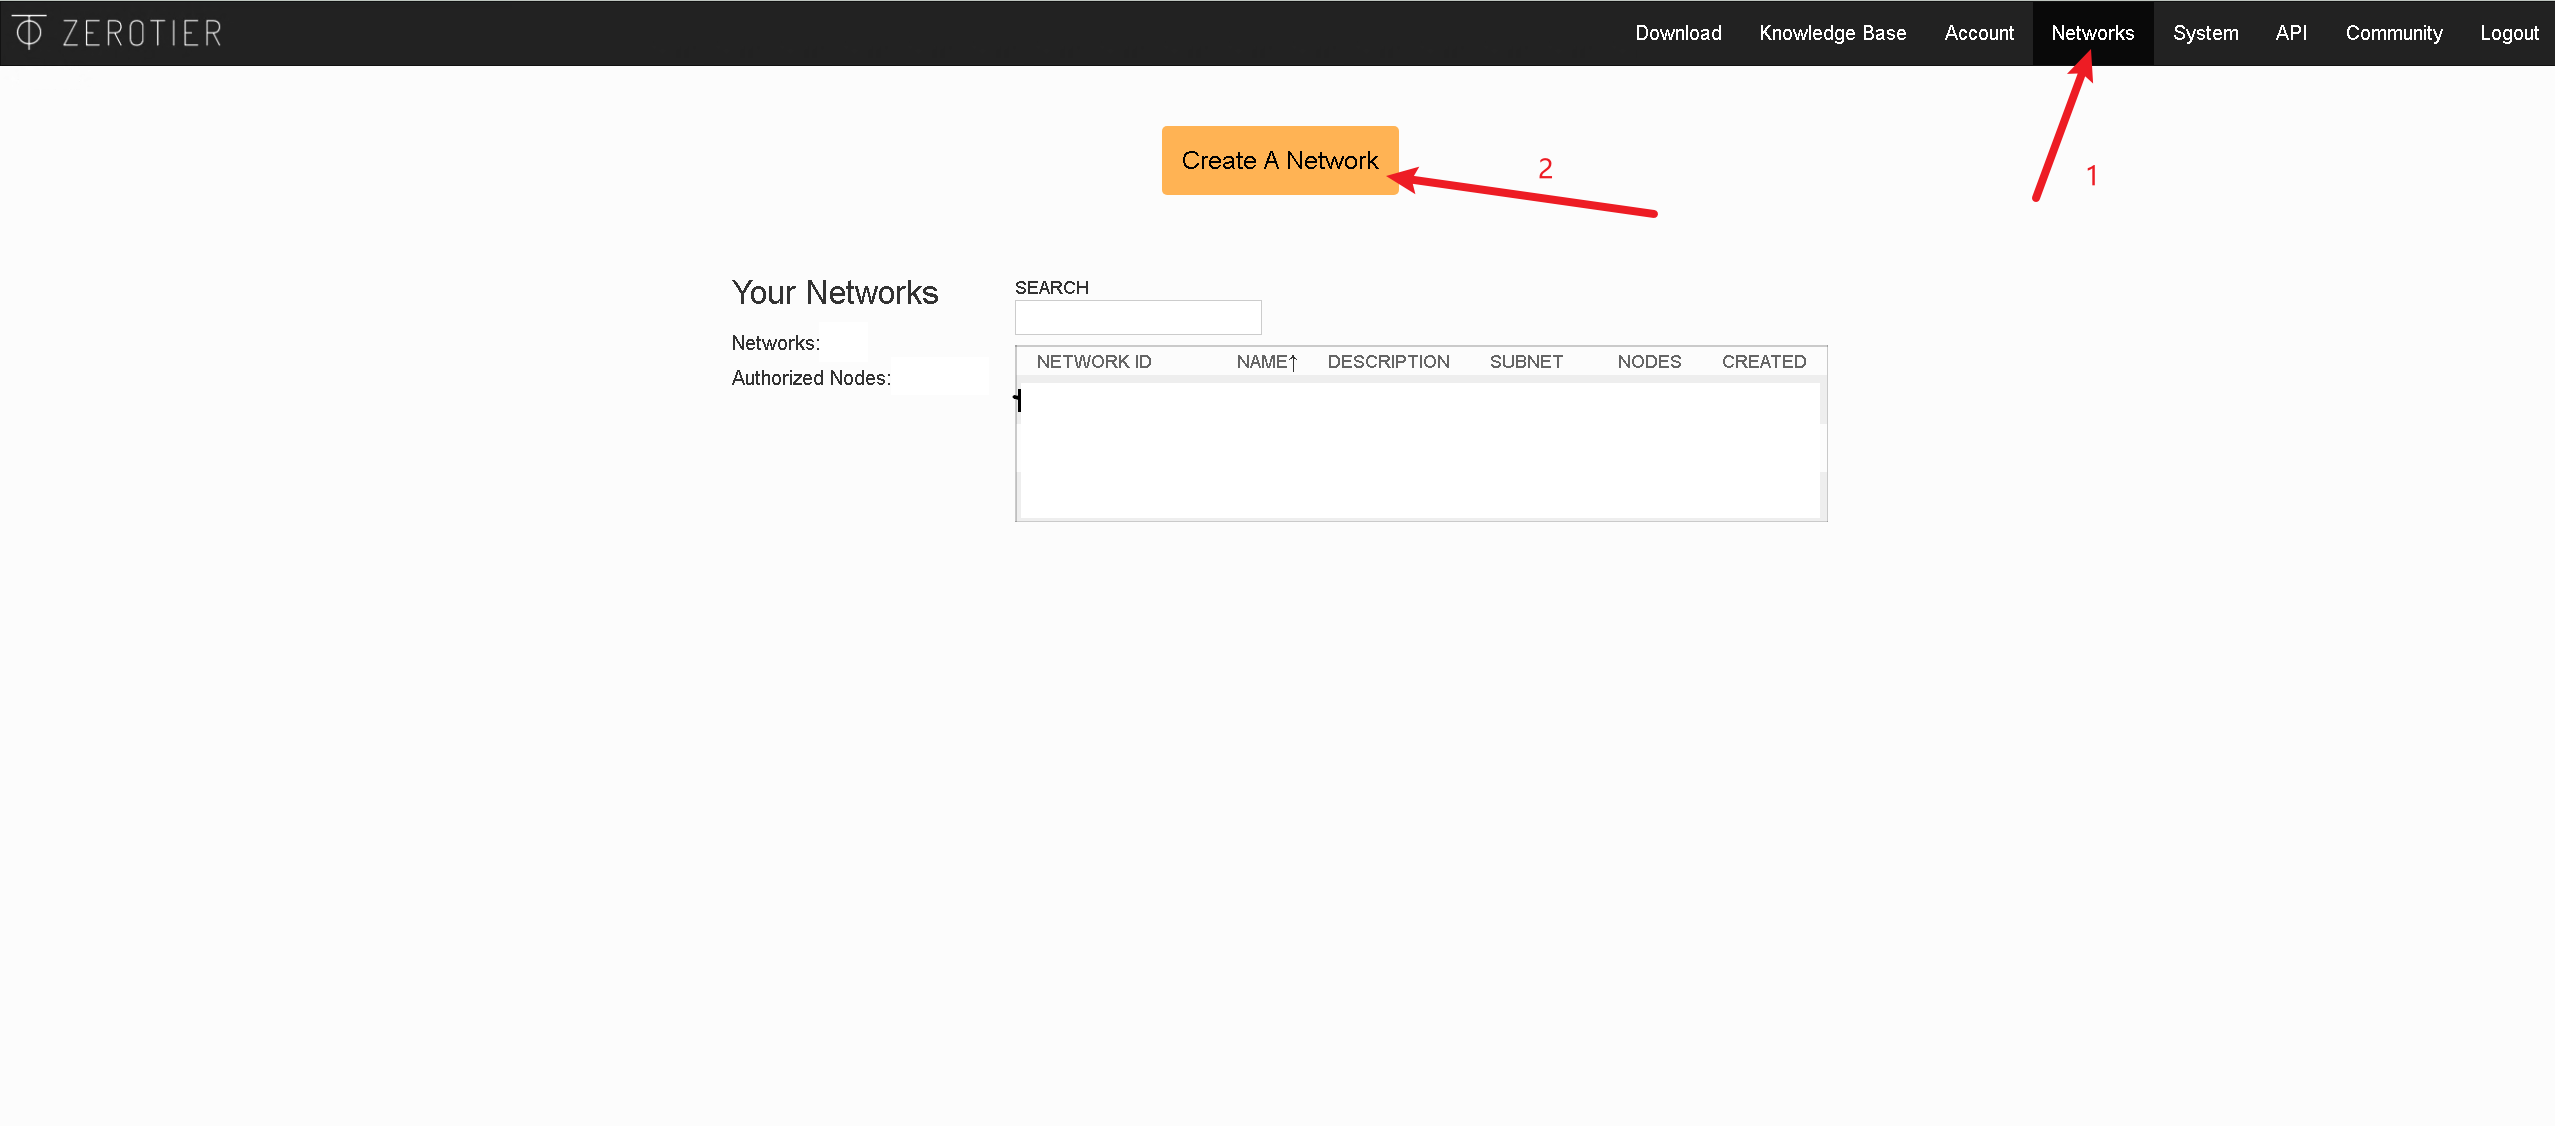 ZEROTIER
Download Knowledge Base Account Networks System API Community Logout
Create A Network
2
1
Your Networks
Networks:
Authorized Nodes:
SEARCH
NETWORK ID NAME↑ DESCRIPTION SUBNET NODES CREATED